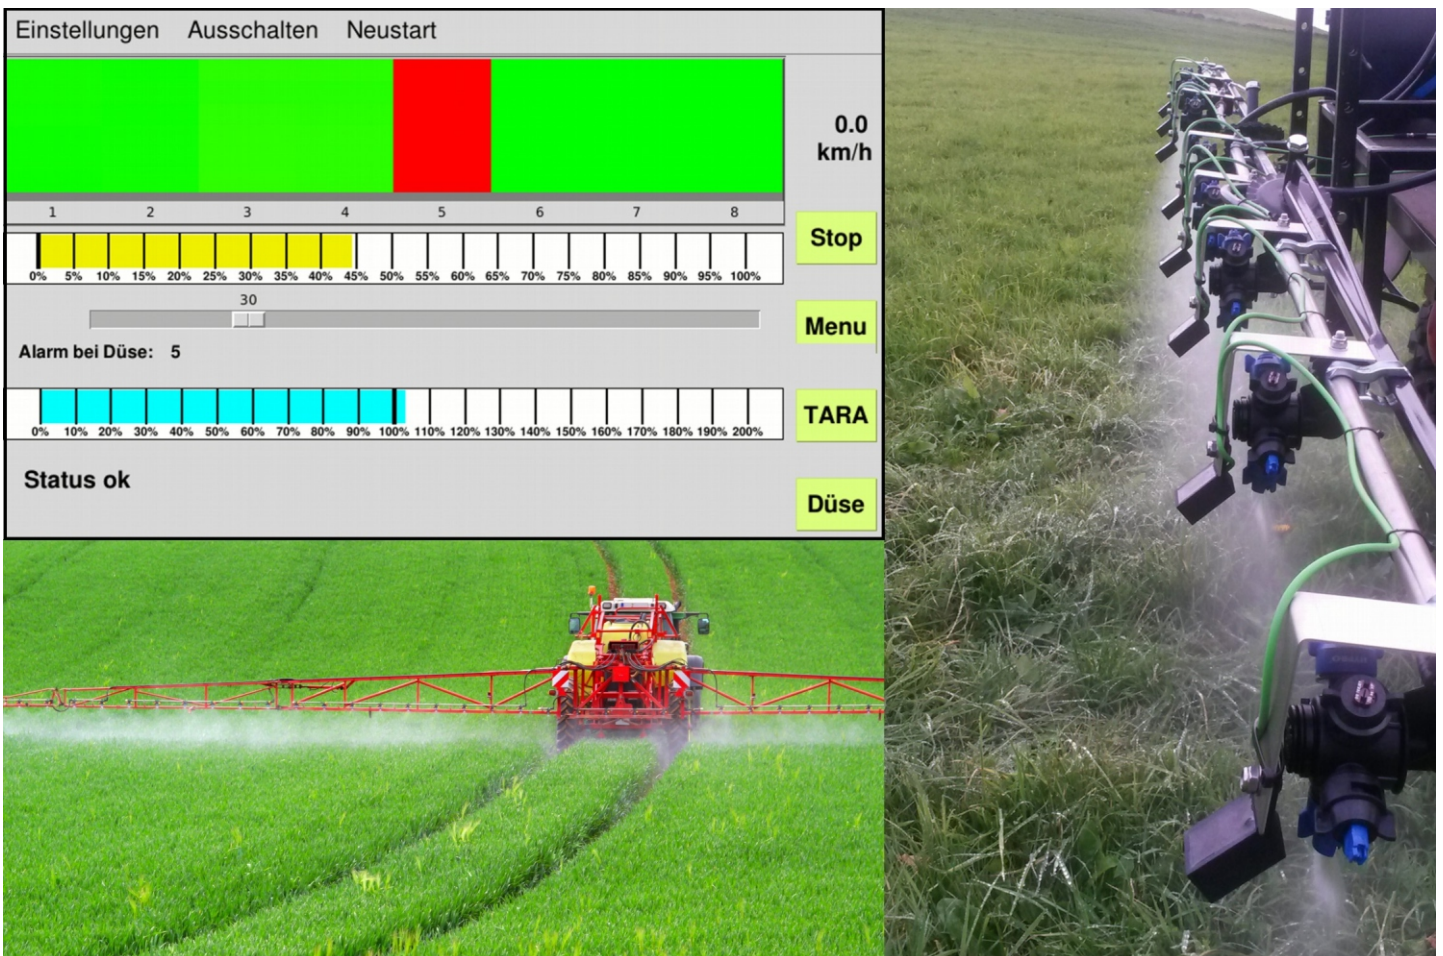 Einstellungen Ausschalten Neustart
0.0
km/h
1 2 3 4 5 6 7 8
Stop
0% 5% 10% 15% 20% 25% 30% 35% 40% 45% 50% 55% 60% 65% 70% 75% 80% 85% 90% 95% 100%
30
Menu
Alarm bei Düse: 5
TARA
0% 10% 20% 30% 40% 50% 60% 70% 80% 90% 100% 110% 120% 130% 140% 150% 160% 170% 180% 190% 200%
Status ok
Düse